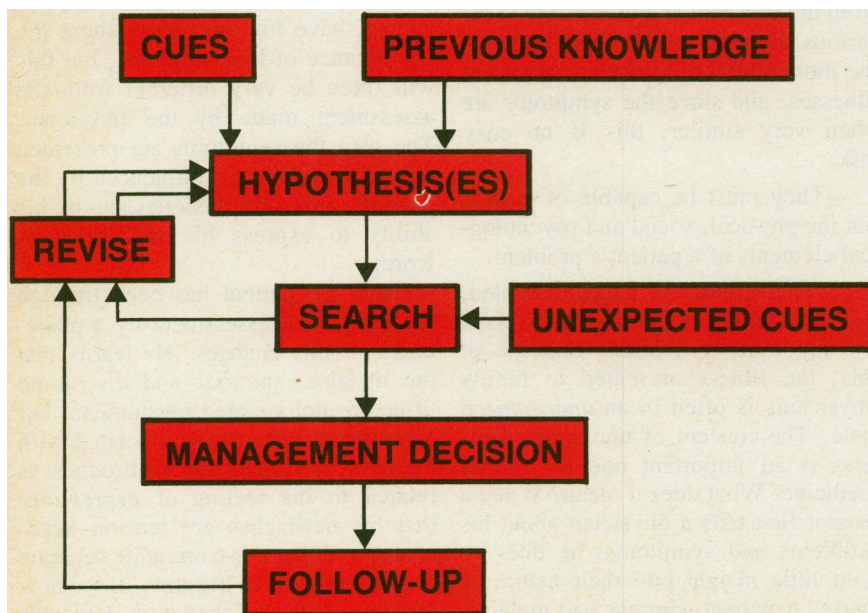 CUES
PREVIOUS KNOWLEDGE
HYPOTHESIS(ES)
REVISE
SEARCH
UNEXPECTED CUES
MANAGEMENT DECISION
FOLLOW-UP